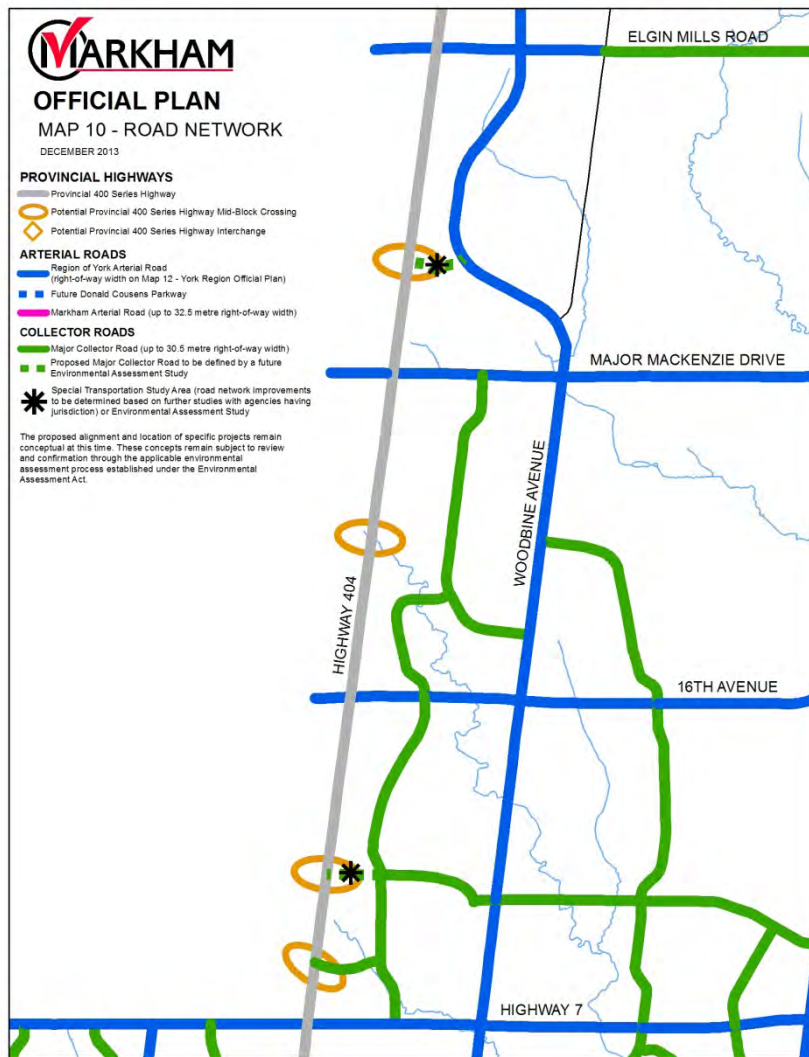 MARKHAM
OFFICIAL PLAN
MAP 10 - ROAD NETWORK
DECEMBER 2013
PROVINCIAL HIGHWAYS
Provincial 400 Series Highway
Potential Provincial 400 Series Highway Mid-Block Crossing
Potential Provincial 400 Series Highway Interchange
ARTERIAL ROADS
Region of York Arterial Road
(right-of-way width on Map 12 - York Region Official Plan)
Future Donald Cousens Parkway
Markham Arterial Road (up to 32.5 metre right-of-way width)
COLLECTOR ROADS
Major Collector Road (up to 30.5 metre right-of-way width)
Proposed Major Collector Road to be defined by a future
Environmental Assessment Study
Special Transportation Study Area (road network improvements
to be determined based on further studies with agencies having
jurisdiction) or Environmental Assessment Study
The proposed alignment and location of specific projects remain
conceptual at this time. These concepts remain subject to review
and confirmation through the applicable environmental
assessment process established under the Environmental
Assessment Act.
ELGIN MILLS ROAD
MAJOR MACKENZIE DRIVE
WOODBINE AVENUE
HIGHWAY 404
16TH AVENUE
HIGHWAY 7